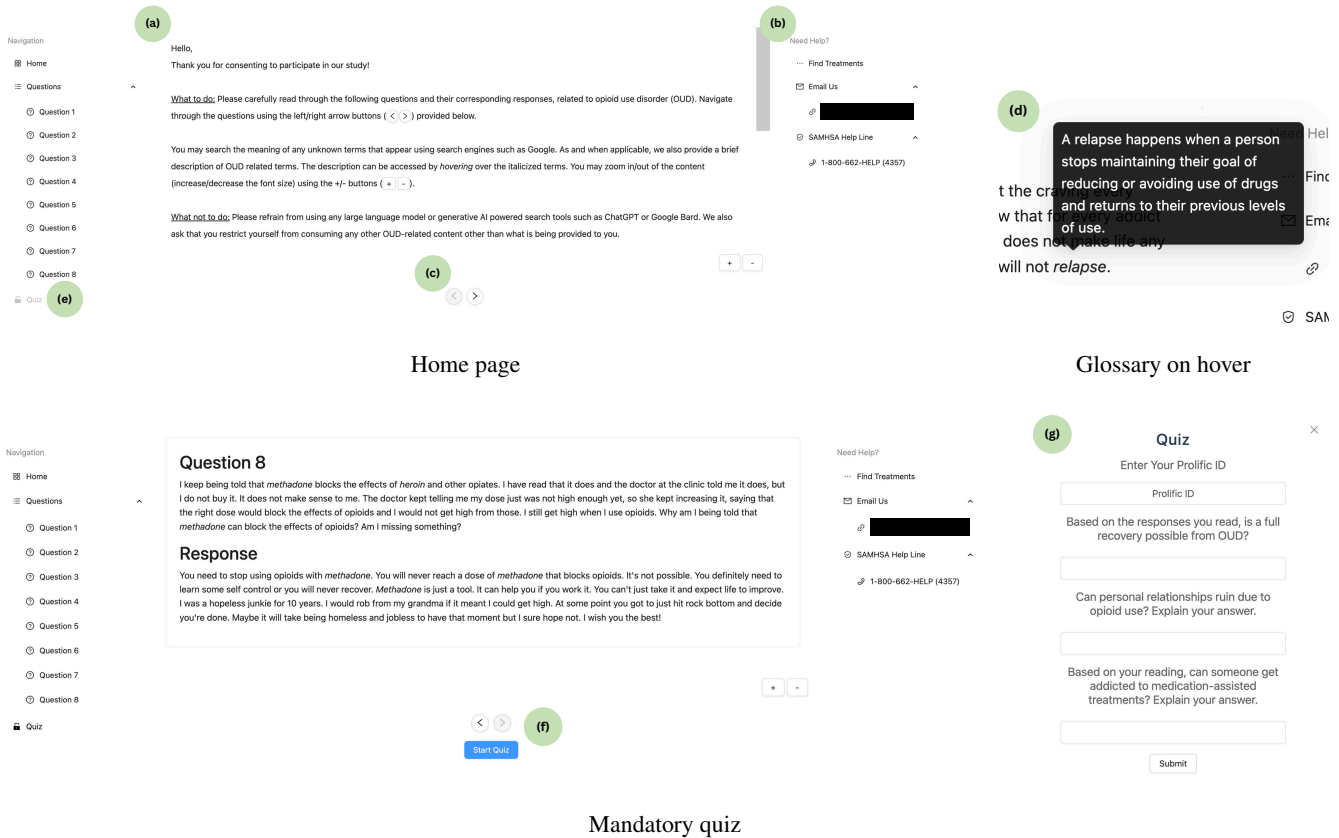 (a)
(b)
Navigation
Home
Questions
Question 1
Question 2
Question 3
Question 4
Question 5
Question 6
Question 7
Question 8
Quiz
(e)
Hello,
Thank you for consenting to participate in our study!
What to do: Please carefully read through the following questions and their corresponding responses, related to opioid use disorder (OUD). Navigate
through the questions using the left/right arrow buttons ( < > ) provided below.
You may search the meaning of any unknown terms that appear using search engines such as Google. As and when applicable, we also provide a brief
description of OUD related terms. The description can be accessed by hovering over the italicized terms. You may zoom in/out of the content
(increase/decrease the font size) using the +/- buttons ( + - ).
What not to do: Please refrain from using any large language model or generative AI powered search tools such as ChatGPT or Google Bard. We also
ask that you restrict yourself from consuming any other OUD-related content other than what is being provided to you.
+ -
(c)
< >
Need Help?
Find Treatments
Email Us
SAMHSA Help Line
1-800-662-HELP (4357)
(d)
A relapse happens when a person
stops maintaining their goal of
reducing or avoiding use of drugs
and returns to their previous levels
of use.
t the craving every
w that for every addict
does not make life any
will not relapse.
Need Hel
Find
Ema
SAM
Home page
Glossary on hover
Navigation
Home
Questions
Question 1
Question 2
Question 3
Question 4
Question 5
Question 6
Question 7
Question 8
Quiz
Question 8
I keep being told that methadone blocks the effects of heroin and other opiates. I have read that it does and the doctor at the clinic told me it does, but
I do not buy it. It does not make sense to me. The doctor kept telling me my dose just was not high enough yet, so she kept increasing it, saying that
the right dose would block the effects of opioids and I would not get high from those. I still get high when I use opioids. Why am I being told that
methadone can block the effects of opioids? Am I missing something?
Response
You need to stop using opioids with methadone. You will never reach a dose of methadone that blocks opioids. It's not possible. You definitely need to
learn some self control or you will never recover. Methadone is just a tool. It can help you if you work it. You can't just take it and expect life to improve.
I was a hopeless junkie for 10 years. I would rob from my grandma if it meant I could get high. At some point you got to just hit rock bottom and decide
you're done. Maybe it will take being homeless and jobless to have that moment but I sure hope not. I wish you the best!
+ -
< >
(f)
Start Quiz
Need Help?
Find Treatments
Email Us
SAMHSA Help Line
1-800-662-HELP (4357)
(g)
Quiz
Enter Your Prolific ID
Prolific ID
Based on the responses you read, is a full
recovery possible from OUD?
Can personal relationships ruin due to
opioid use? Explain your answer.
Based on your reading, can someone get
addicted to medication-assisted
treatments? Explain your answer.
Submit
Mandatory quiz